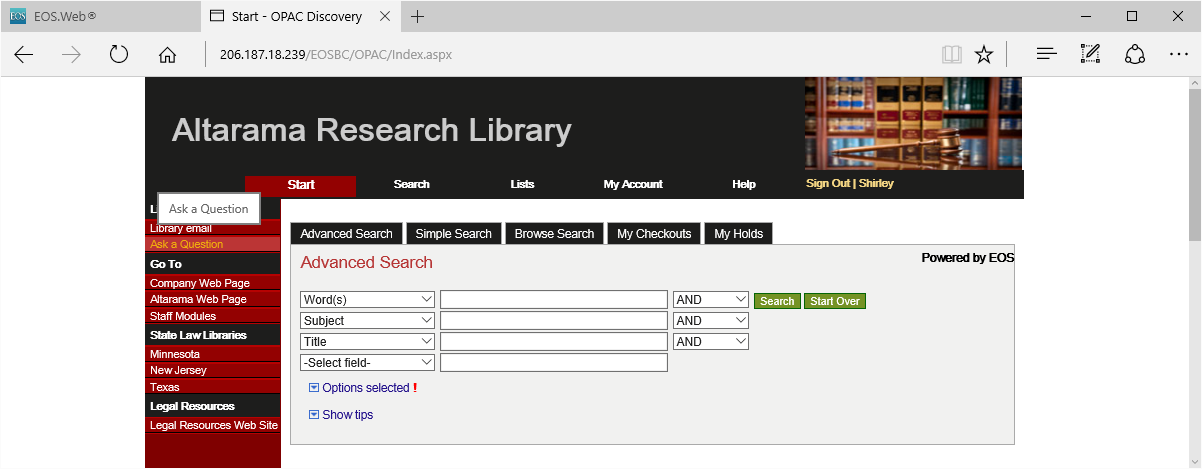 EOS EOS.Web®
Start - OPAC Discovery
206.187.18.239/EOSBC/OPAC/Index.aspx
Altarama Research Library
Start Search Lists My Account Help Sign Out | Shirley
Li
Ask a Question
Library email
Ask a Question
Go To
Company Web Page
Altarama Web Page
Staff Modules
State Law Libraries
Minnesota
New Jersey
Texas
Legal Resources
Legal Resources Web Site
Advanced Search Simple Search Browse Search My Checkouts My Holds
Advanced Search
Powered by EOS
Word(s) AND Search Start Over
Subject AND
Title AND
-Select field-
Options selected !
Show tips